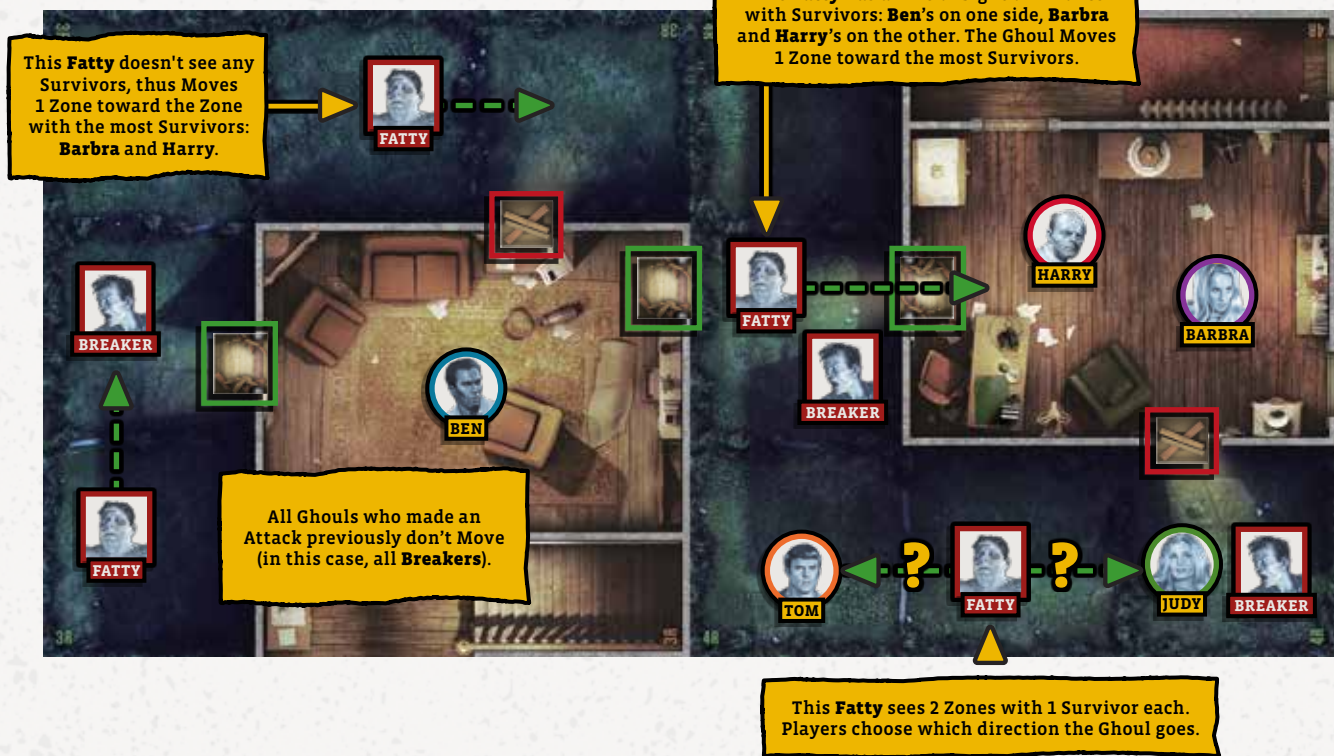 with Survivors: Ben's on one side, Barbra
and Harry's on the other. The Ghoul Moves
1 Zone toward the most Survivors.
This Fatty doesn't see any
Survivors, thus Moves
1 Zone toward the Zone
with the most Survivors:
Barbra and Harry.
FATTY
HARRY
FATTY
BARBRA
BREAKER
BREAKER
BEN
All Ghouls who made an
Attack previously don't Move
(in this case, all Breakers).
FATTY
?
?
TOM
FATTY
JUDY
BREAKER
38
48
This Fatty sees 2 Zones with 1 Survivor each.
Players choose which direction the Ghoul goes.